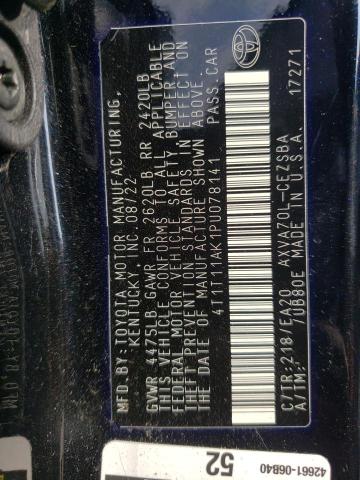 MFD. BY: TOYOTA MOTOR MANUFACTURING,
KENTUCKY, INC. 08/22
GVWR 4475LB GAWR FR 2620LB RR 2420LB
THIS VEHICLE CONFORMS TO ALL APPLICABLE
FEDERAL MOTOR VEHICLE SAFETY, BUMPER, AND
THEFT PREVENTION STANDARDS IN EFFECT ON
THE DATE OF MANUFACTURE SHOWN ABOVE.
4T1T11AK1PU078141 PASS. CAR
C/TR: 218/EA20 AXVA70L-CEZSBA
A/TM: /UB80E MADE IN U.S.A. 17271
52
42661-06B40